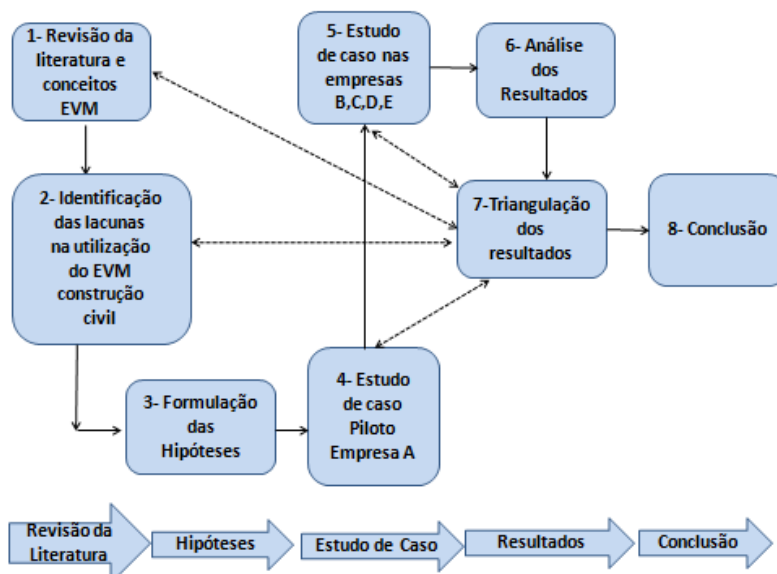 1- Revisão da
literatura e
conceitos
EVM
2- Identificação
das lacunas
na utilização
do EVM
construção
civil
3- Formulação
das
Hipóteses
4- Estudo
de caso
Piloto
Empresa A
5- Estudo
de caso nas
empresas
B,C,D,E
6- Análise
dos
Resultados
7-Triangulação
dos
resultados
8- Conclusão
Revisão da
Literatura
Hipóteses
Estudo de Caso
Resultados
Conclusão